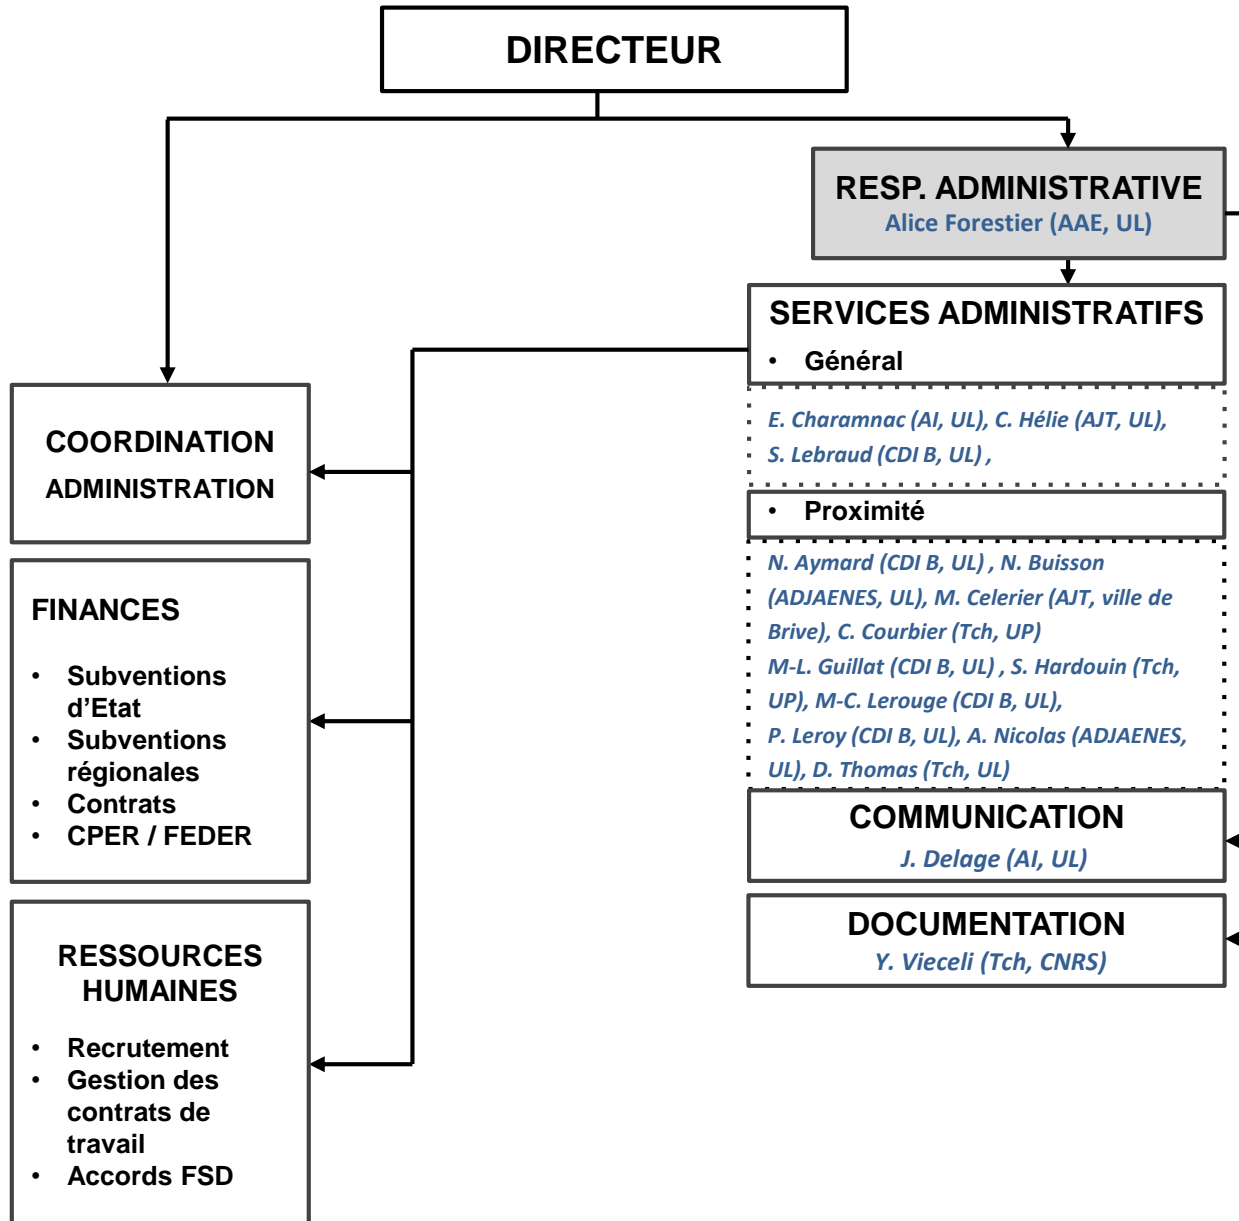 DIRECTEUR
RESP. ADMINISTRATIVE
Alice Forestier (AAE, UL)
SERVICES ADMINISTRATIFS
• Général
E. Charamnac (AI, UL), C. Hélie (AJT, UL),
S. Lebraud (CDI B, UL) ,
• Proximité
N. Aymard (CDI B, UL) , N. Buisson
(ADJAENES, UL), M. Celerier (AJT, ville de
Brive), C. Courbier (Tch, UP)
M-L. Guillat (CDI B, UL) , S. Hardouin (Tch,
UP), M-C. Lerouge (CDI B, UL),
P. Leroy (CDI B, UL), A. Nicolas (ADJAENES,
UL), D. Thomas (Tch, UL)
COMMUNICATION
J. Delage (AI, UL)
DOCUMENTATION
Y. Vieceli (Tch, CNRS)
COORDINATION
ADMINISTRATION
FINANCES
• Subventions
d'Etat
• Subventions
régionales
• Contrats
• CPER / FEDER
RESSOURCES
HUMAINES
• Recrutement
• Gestion des
contrats de
travail
• Accords FSD